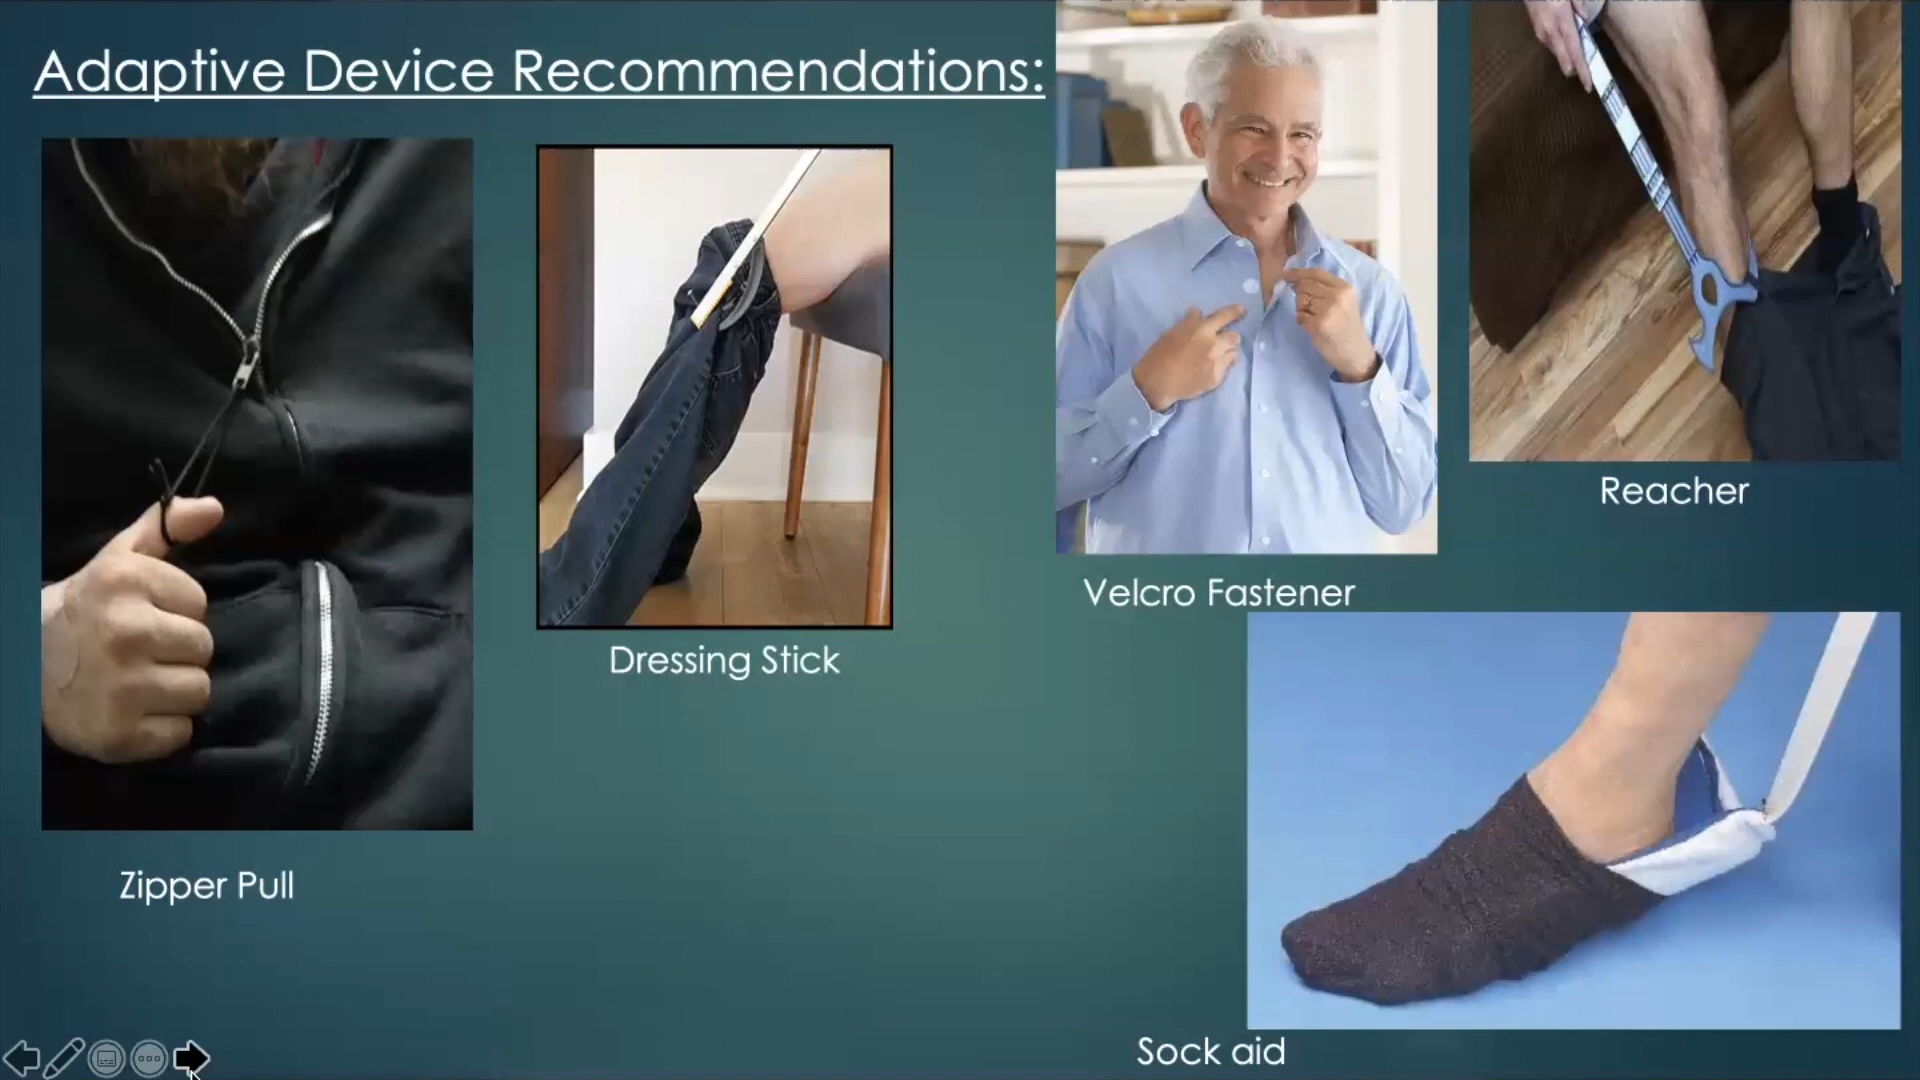 Adaptive Device Recommendations:
Zipper Pull
Dressing Stick
Velcro Fastener
Reacher
Sock aid